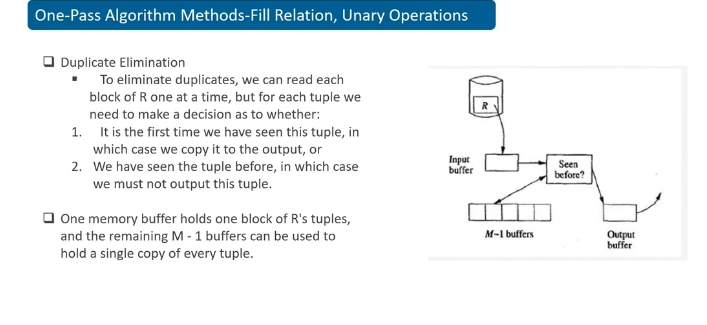 One-Pass Algorithm Methods-Fill Relation, Unary Operations
❑ Duplicate Elimination
▪ To eliminate duplicates, we can read each
block of R one at a time, but for each tuple we
need to make a decision as to whether:
1. It is the first time we have seen this tuple, in
which case we copy it to the output, or
2. We have seen the tuple before, in which case
we must not output this tuple.
❑ One memory buffer holds one block of R's tuples,
and the remaining M - 1 buffers can be used to
hold a single copy of every tuple.
R
Input
buffer
Seen
before?
M-1 buffers
Output
buffer